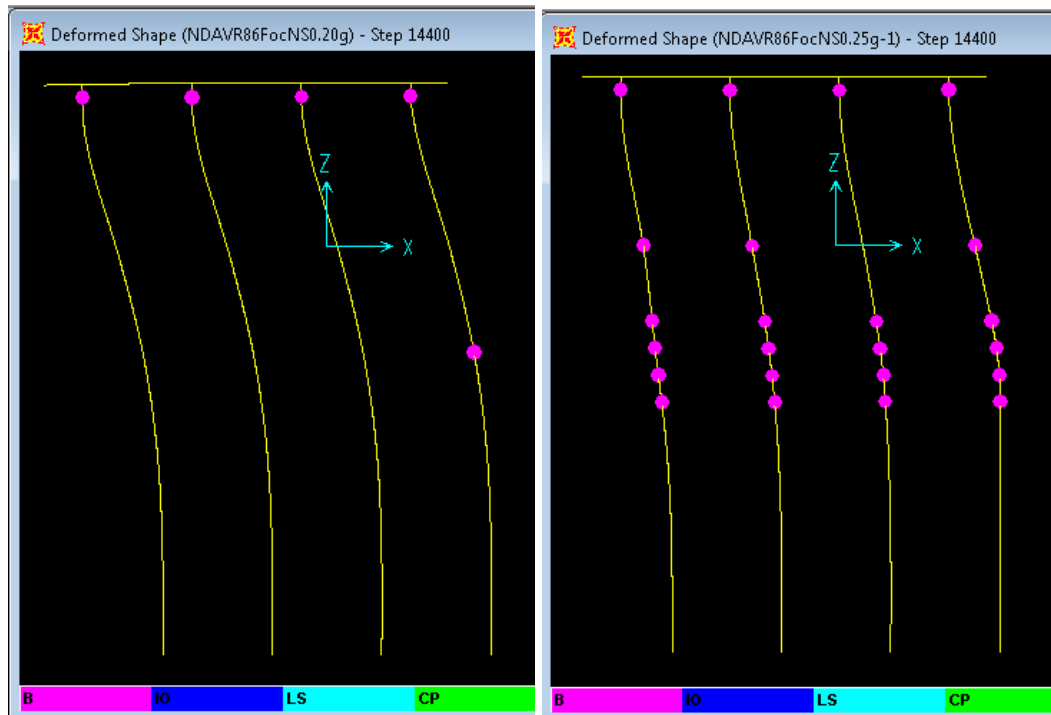 Deformed Shape (NDAVR86FocNS0.20g) - Step 14400
Z
X
B IO LS CP
Deformed Shape (NDAVR86FocNS0.25g-1) - Step 14400
Z
X
B IO LS CP